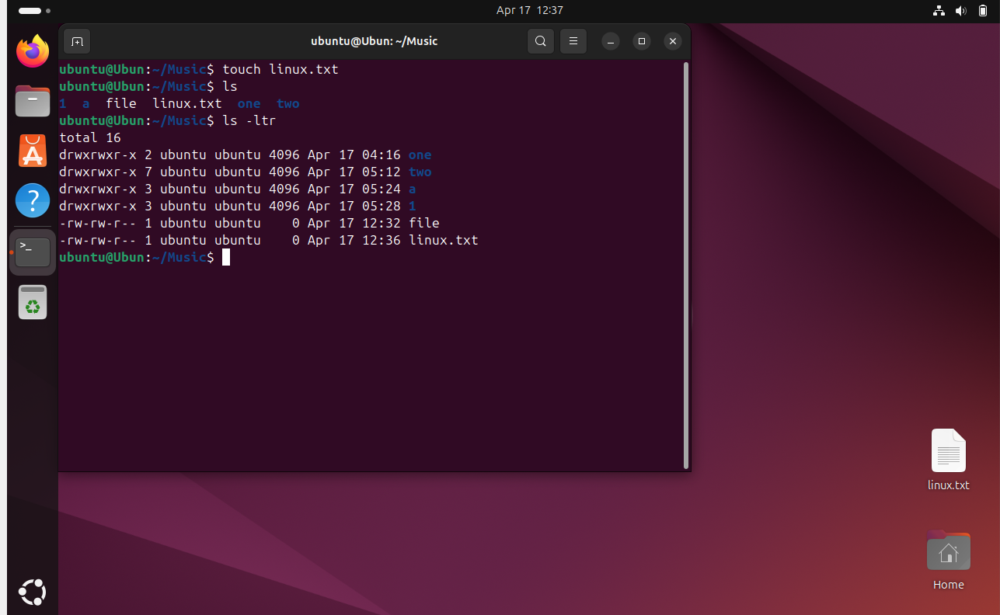 Apr 17 12:37
ubuntu@Ubun: ~/Music
ubuntu@Ubun:~/Music$ touch linux.txt
ubuntu@Ubun:~/Music$ ls
1  a  file  linux.txt  one  two
ubuntu@Ubun:~/Music$ ls -ltr
total 16
drwxrwxr-x 2 ubuntu ubuntu 4096 Apr 17 04:16 one
drwxrwxr-x 7 ubuntu ubuntu 4096 Apr 17 05:12 two
drwxrwxr-x 3 ubuntu ubuntu 4096 Apr 17 05:24 a
drwxrwxr-x 3 ubuntu ubuntu 4096 Apr 17 05:28 1
-rw-rw-r-- 1 ubuntu ubuntu    0 Apr 17 12:32 file
-rw-rw-r-- 1 ubuntu ubuntu    0 Apr 17 12:36 linux.txt
ubuntu@Ubun:~/Music$
linux.txt
Home